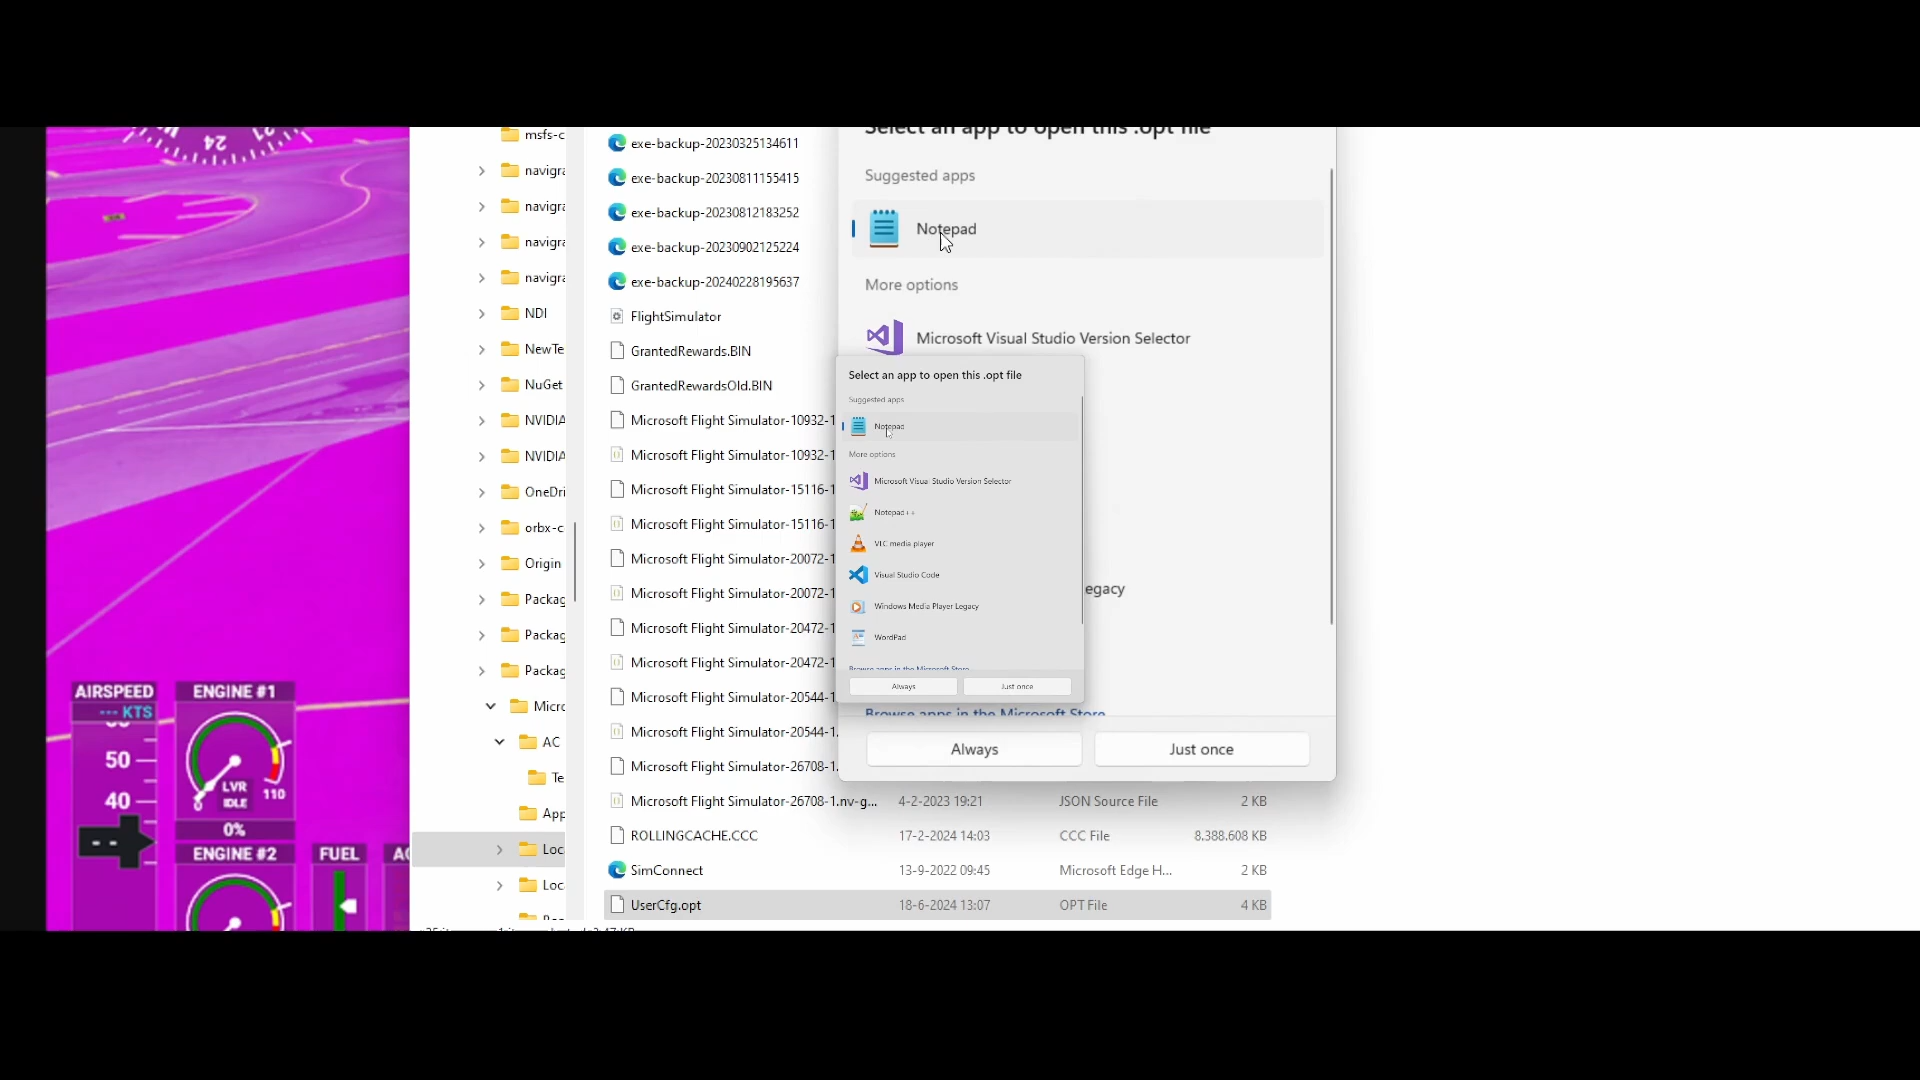 24
21
AIRSPEED
--- KTS
50
40
--
ENGINE #1
LVR
IDLE
0
110
0%
ENGINE #2
FUEL
msfs-c
navigra
navigra
navigra
navigra
NDI
NewTe
NuGet
NVIDIA
NVIDIA
OneDri
orbx-c
Origin
Packag
Packag
Packag
Micro
AC
Te
App
Loc
Loc
exe-backup-20230325134611
exe-backup-20230811155415
exe-backup-20230812183252
exe-backup-20230902125224
exe-backup-20240228195637
FlightSimulator
GrantedRewards.BIN
GrantedRewardsOld.BIN
Microsoft Flight Simulator-10932-1
Microsoft Flight Simulator-10932-1
Microsoft Flight Simulator-15116-1
Microsoft Flight Simulator-15116-1
Microsoft Flight Simulator-20072-1
Microsoft Flight Simulator-20072-1
Microsoft Flight Simulator-20472-1
Microsoft Flight Simulator-20472-1
Microsoft Flight Simulator-20544-1
Microsoft Flight Simulator-20544-1.
Microsoft Flight Simulator-26708-1.
Microsoft Flight Simulator-26708-1.nv-g... 4-2-2023 19:21 JSON Source File 2 KB
ROLLINGCACHE.CCC 17-2-2024 14:03 CCC File 8.388.608 KB
SimConnect 13-9-2022 09:45 Microsoft Edge H... 2 KB
UserCfg.opt 18-6-2024 13:07 OPT File 4 KB
Select an app to open this .opt file
Suggested apps
Notepad
More options
Microsoft Visual Studio Version Selector
egacy
Browse apps in the Microsoft Store
Always
Just once
Select an app to open this .opt file
Suggested apps
Notepad
More options
Microsoft Visual Studio Version Selector
Notepad++
VLC media player
Visual Studio Code
Windows Media Player Legacy
WordPad
Browse apps in the Microsoft Store
Always
Just once